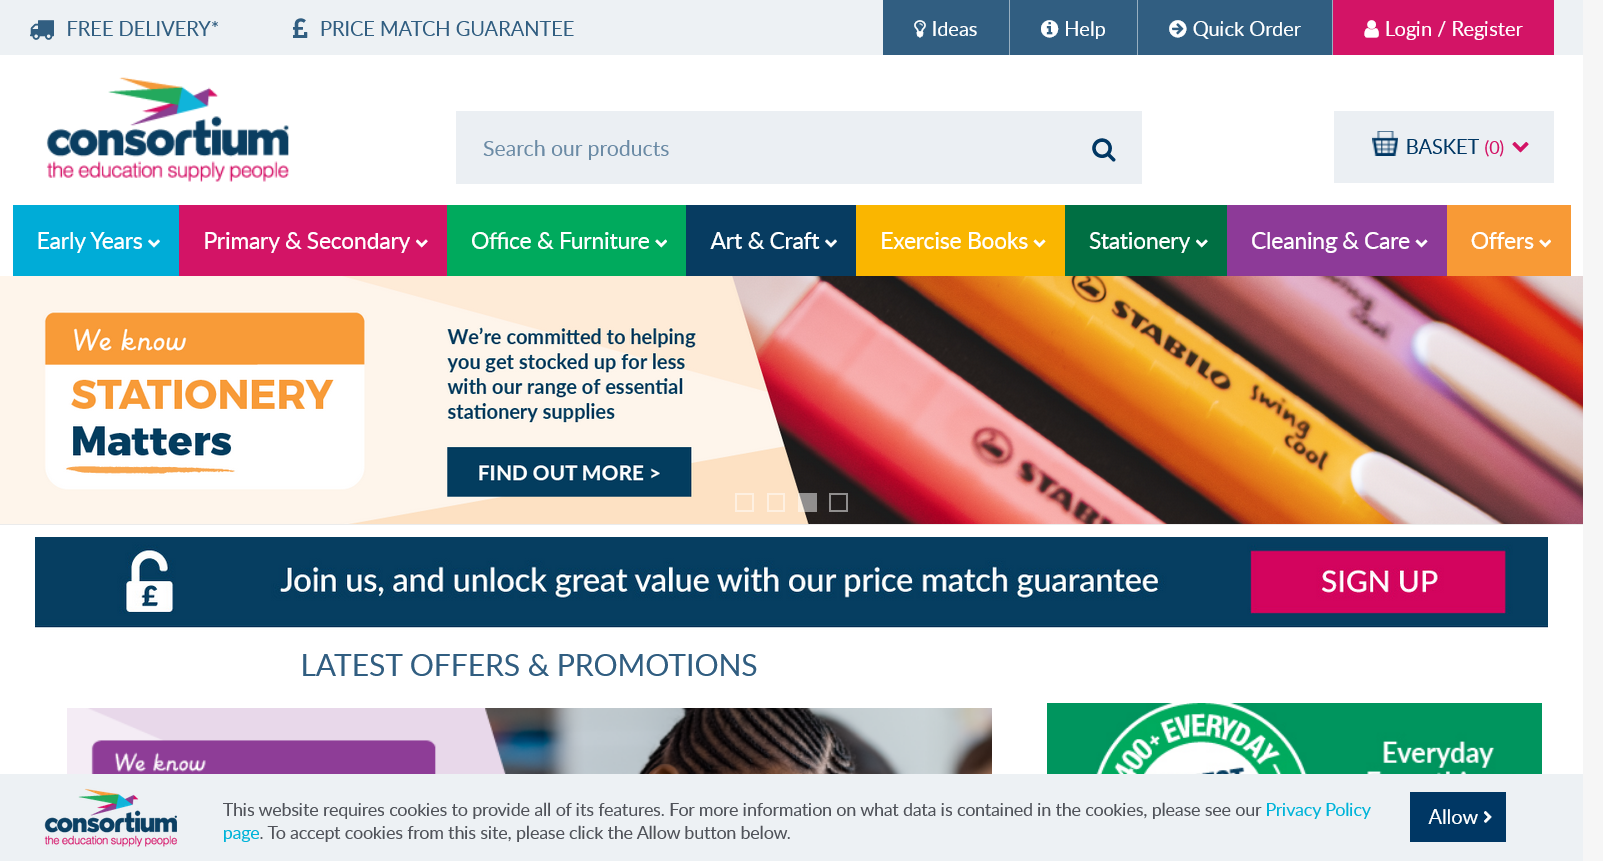 FREE DELIVERY*
PRICE MATCH GUARANTEE
Ideas
Help
Quick Order
Login / Register
consortium
the education supply people
Search our products
BASKET (0)
Early Years
Primary & Secondary
Office & Furniture
Art & Craft
Exercise Books
Stationery
Cleaning & Care
Offers
We know
STATIONERY
Matters
We're committed to helping
you get stocked up for less
with our range of essential
stationery supplies
FIND OUT MORE >
STABILO
swing
cool
swing
cool
STABIL
£
Join us, and unlock great value with our price match guarantee
SIGN UP
LATEST OFFERS & PROMOTIONS
We know
EVERYDAY
Everyday
consortium
the education supply people
This website requires cookies to provide all of its features. For more information on what data is contained in the cookies, please see our Privacy Policy
page. To accept cookies from this site, please click the Allow button below.
Allow